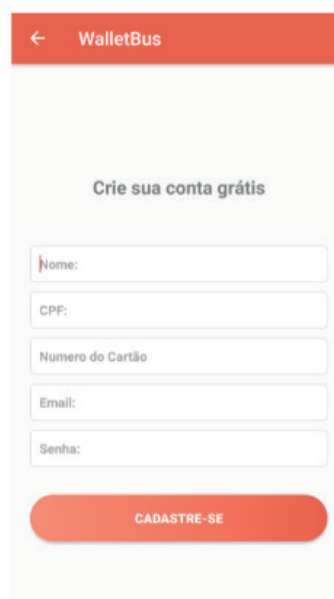 WalletBus
Crie sua conta grátis
Nome:
CPF:
Numero do Cartão
Email:
Senha:
CADASTRE-SE